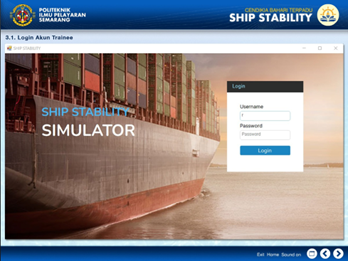 POLITEKNIK
ILMU PELAYARAN
SEMARANG
CENDIKIA BAHARI TERPADU
SHIP STABILITY
3.1. Login Akun Trainee
SHIP STABILITY
SHIP STABILITY
SIMULATOR
Login
Username
Password
Password
Login
Exit Home Sound on